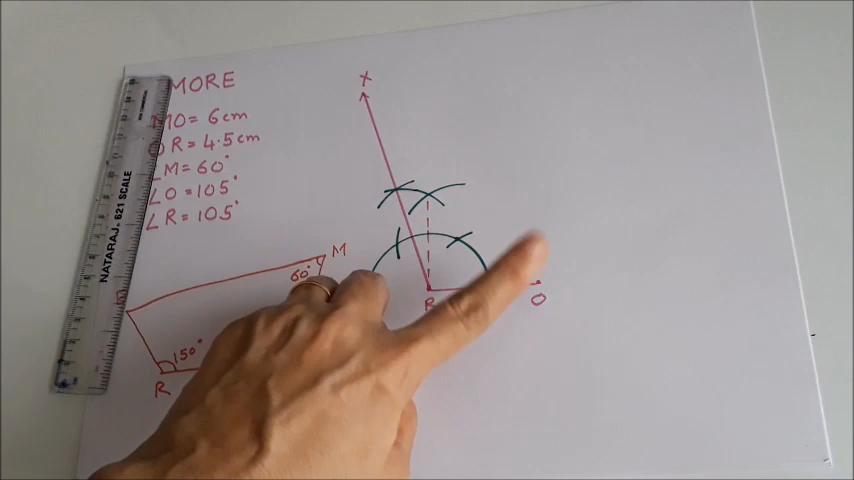 MORE
MO = 6cm
OR = 4.5cm
∠M = 60°
∠O = 105°
∠R = 105°
NATARAJ 621 SCALE
X
M
60°
150°
R
R
O